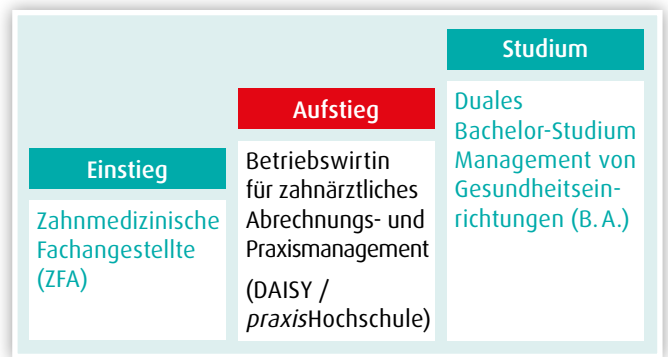 Einstieg
Zahnmedizinische
Fachangestellte
(ZFA)
Aufstieg
Betriebswirtin
für zahnärztliches
Abrechnungs- und
Praxismanagement
(DAISY /
praxisHochschule)
Studium
Duales
Bachelor-Studium
Management von
Gesundheitsein-
richtungen (B. A.)